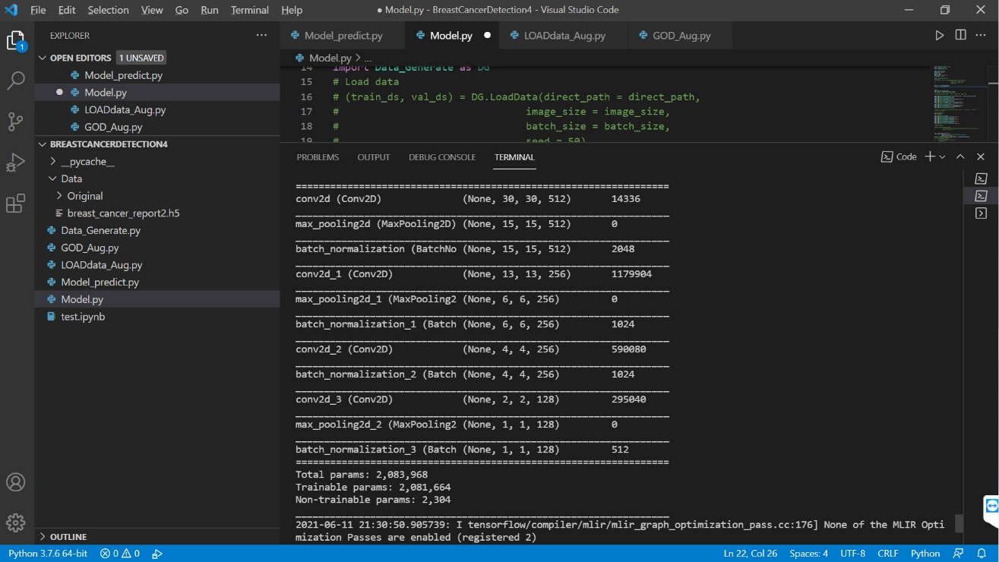 File Edit Selection View Go Run Terminal Help
● Model.py - BreastCancerDetection4 - Visual Studio Code
EXPLORER
Model_predict.py
Model.py
LOADdata_Aug.py
GOD_Aug.py
OPEN EDITORS 1 UNSAVED
Model_predict.py
Model.py
LOADdata_Aug.py
GOD_Aug.py
BREASTCANCERDETECTION4
__pycache__
Data
Original
breast_cancer_report2.h5
Data_Generate.py
GOD_Aug.py
LOADdata_Aug.py
Model_predict.py
Model.py
test.ipynb
OUTLINE
Model.py > ...
14 import Data_Generate as DG
15 # Load data
16 # (train_ds, val_ds) = DG.LoadData(direct_path = direct_path,
17 # image_size = image_size,
18 # batch_size = batch_size,
19 # seed = 50)
PROBLEMS OUTPUT DEBUG CONSOLE TERMINAL
Code
=================================================================
conv2d (Conv2D) (None, 30, 30, 512) 14336
_________________________________________________________________
max_pooling2d (MaxPooling2D) (None, 15, 15, 512) 0
_________________________________________________________________
batch_normalization (BatchNo (None, 15, 15, 512) 2048
_________________________________________________________________
conv2d_1 (Conv2D) (None, 13, 13, 256) 1179904
_________________________________________________________________
max_pooling2d_1 (MaxPooling2 (None, 6, 6, 256) 0
_________________________________________________________________
batch_normalization_1 (Batch (None, 6, 6, 256) 1024
_________________________________________________________________
conv2d_2 (Conv2D) (None, 4, 4, 256) 590080
_________________________________________________________________
batch_normalization_2 (Batch (None, 4, 4, 256) 1024
_________________________________________________________________
conv2d_3 (Conv2D) (None, 2, 2, 128) 295040
_________________________________________________________________
max_pooling2d_2 (MaxPooling2 (None, 1, 1, 128) 0
_________________________________________________________________
batch_normalization_3 (Batch (None, 1, 1, 128) 512
=================================================================
Total params: 2,083,968
Trainable params: 2,081,664
Non-trainable params: 2,304
_________________________________________________________________
2021-06-11 21:30:50.905739: I tensorflow/compiler/mlir/mlir_graph_optimization_pass.cc:176] None of the MLIR Opti
mization Passes are enabled (registered 2)
1
Python 3.7.6 64-bit 0 0 Ln 22, Col 26 Spaces: 4 UTF-8 CRLF Python